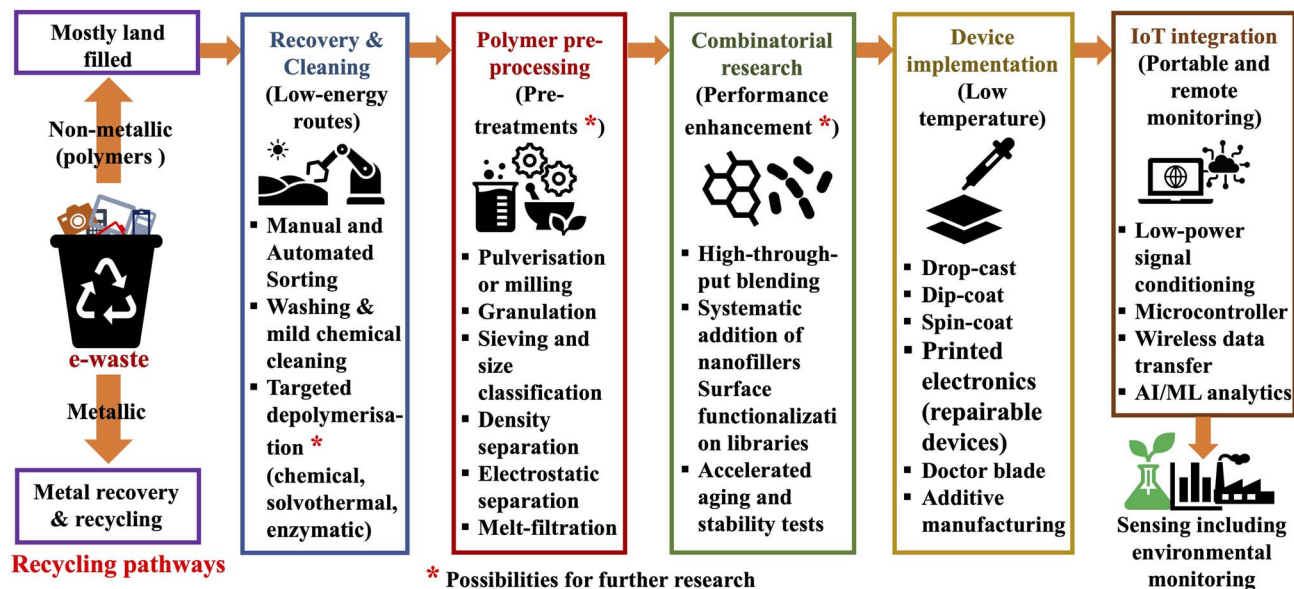 Mostly land
filled
Non-metallic
(polymers )
e-waste
Metallic
Metal recovery
& recycling
Recycling pathways
Recovery &
Cleaning
(Low-energy
routes)
▪ Manual and
Automated
Sorting
▪ Washing &
mild chemical
cleaning
▪ Targeted
depolymerisa-
tion *
(chemical,
solvothermal,
enzymatic)
Polymer pre-
processing
(Pre-
treatments *)
▪ Pulverisation
or milling
▪ Granulation
▪ Sieving and
size
classification
▪ Density
separation
▪ Electrostatic
separation
▪ Melt-filtration
Combinatorial
research
(Performance
enhancement *)
▪ High-through-
put blending
▪ Systematic
addition of
nanofillers
Surface
functionalizati
on libraries
▪ Accelerated
aging and
stability tests
Device
implementation
(Low
temperature)
▪ Drop-cast
▪ Dip-coat
▪ Spin-coat
▪ Printed
electronics
(repairable
devices)
▪ Doctor blade
▪ Additive
manufacturing
IoT integration
(Portable and
remote
monitoring)
▪ Low-power
signal
conditioning
▪ Microcontroller
▪ Wireless data
transfer
▪ AI/ML analytics
Sensing including
environmental
monitoring
* Possibilities for further research